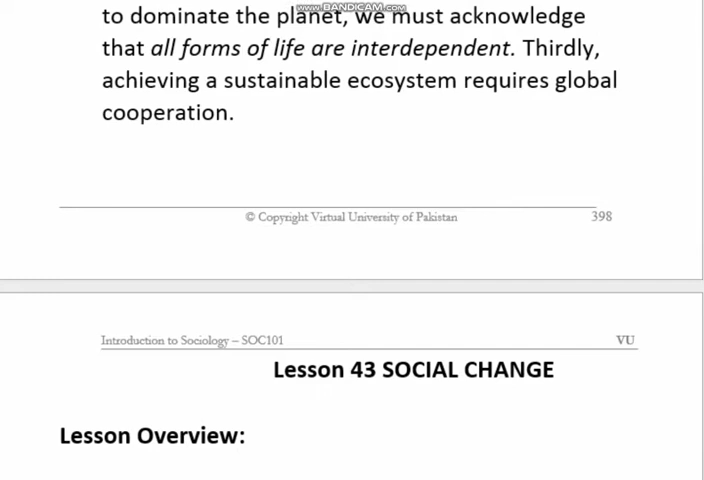 www.BANDICAM.com
to dominate the planet, we must acknowledge
that all forms of life are interdependent. Thirdly,
achieving a sustainable ecosystem requires global
cooperation.
© Copyright Virtual University of Pakistan 398
Introduction to Sociology – SOC101 VU
Lesson 43 SOCIAL CHANGE
Lesson Overview: